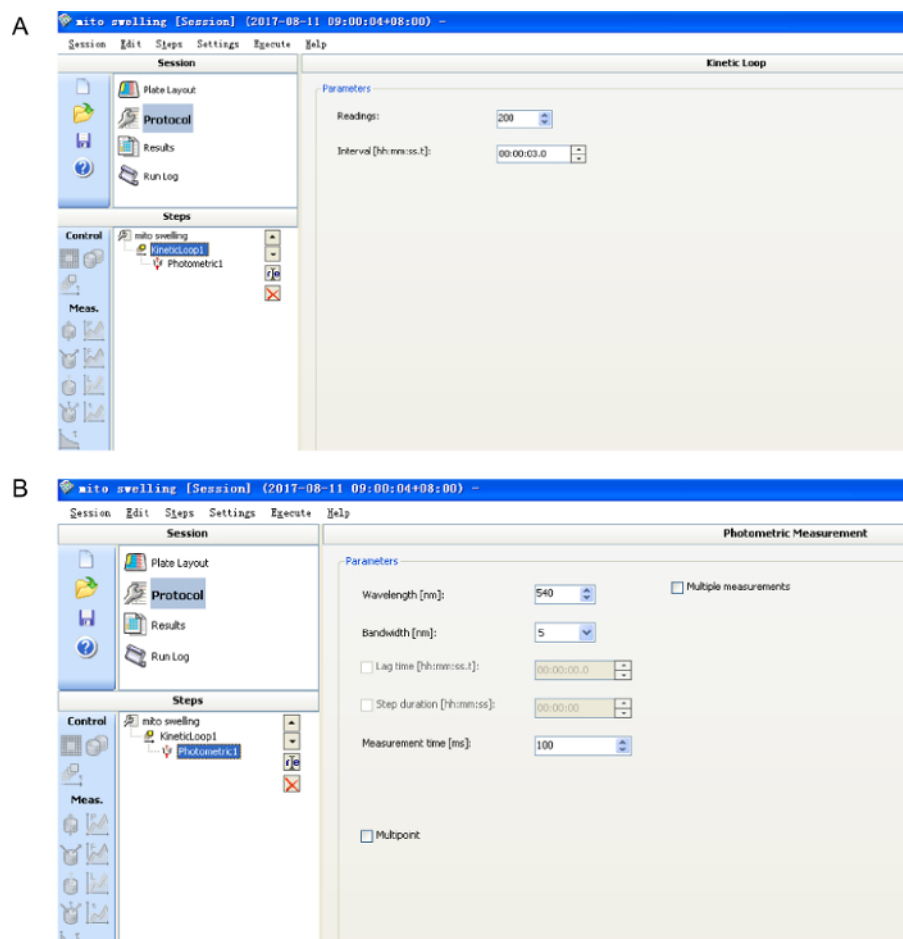 A
mito swelling [Session] (2017-08-11 09:00:04+08:00) -
Session Edit Steps Settings Execute Help
Session
Kinetic Loop
Plate Layout
Protocol
Results
Run Log
Parameters
Readings: 200
Interval [hh:mm:ss.t]: 00:00:03.0
Steps
Control
mito swelling
KineticLoop1
Photometric1
Meas.
B
mito swelling [Session] (2017-08-11 09:00:04+08:00) -
Session Edit Steps Settings Execute Help
Session
Photometric Measurement
Plate Layout
Protocol
Results
Run Log
Parameters
Wavelength [nm]: 540
Multiple measurements
Bandwidth [nm]: 5
Lag time [hh:mm:ss.t]: 00:00:00.0
Step duration [hh:mm:ss]: 00:00:00
Measurement time [ms]: 100
Multipoint
Steps
Control
mito swelling
KineticLoop1
Photometric1
Meas.